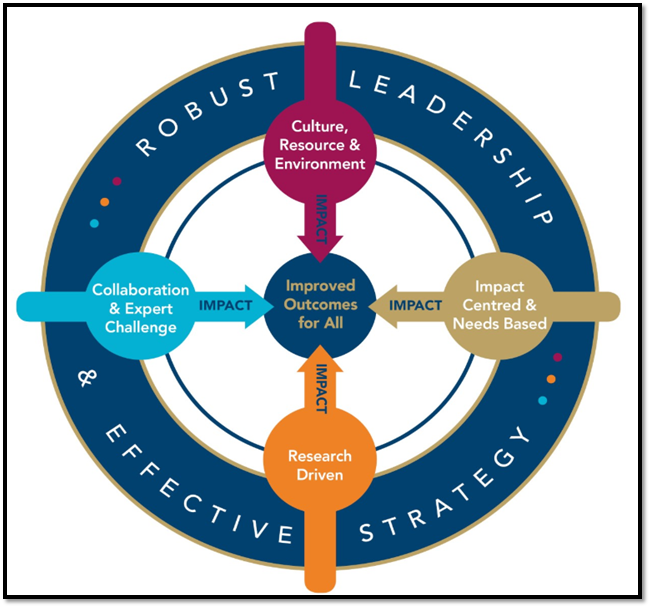 ROBUST LEADERSHIP
& EFFECTIVE STRATEGY
Culture,
Resource &
Environment
IMPACT
Collaboration
& Expert
Challenge
IMPACT
Improved
Outcomes
for All
IMPACT
Impact
Centred &
Needs Based
IMPACT
Research
Driven